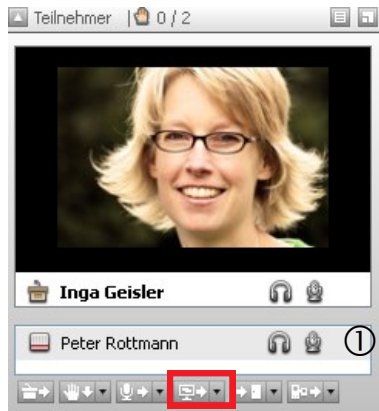 Teilnehmer | 0 / 2
Inga Geisler
Peter Rottmann ①